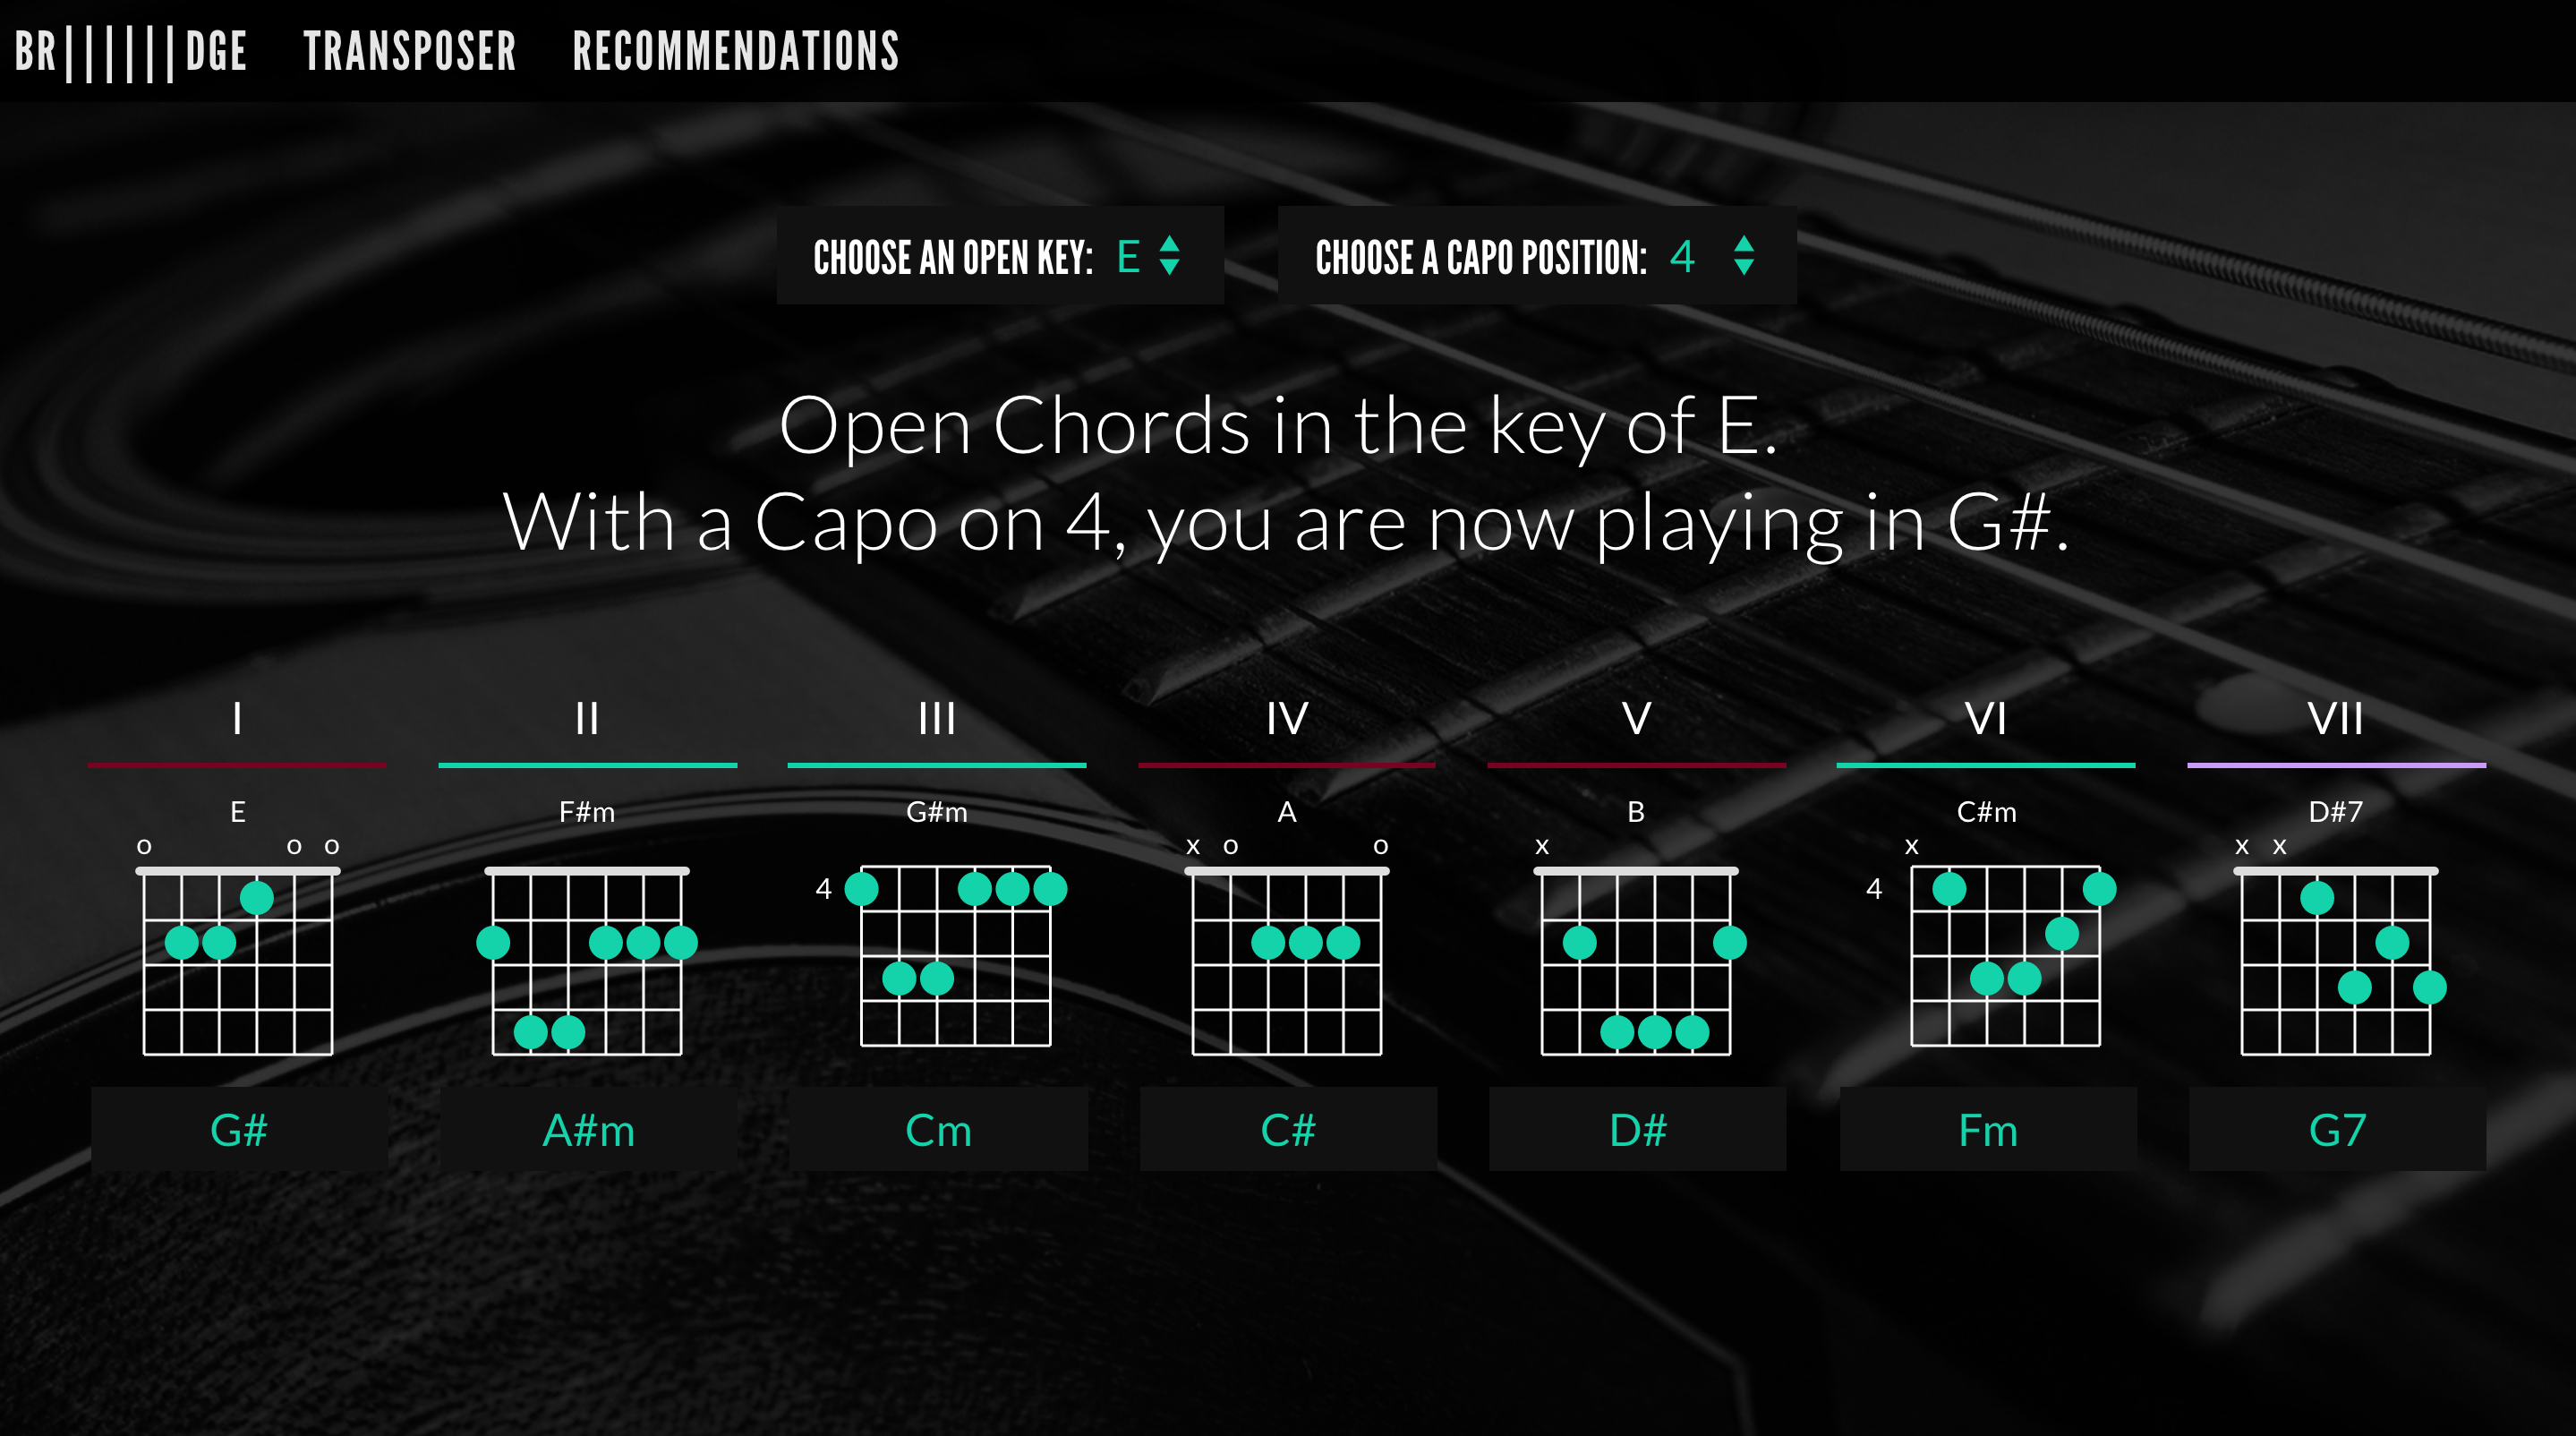 BR||||||DGE TRANSPOSER RECOMMENDATIONS
CHOOSE AN OPEN KEY: E CHOOSE A CAPO POSITION: 4
Open Chords in the key of E.
With a Capo on 4, you are now playing in G#.
I II III IV V VI VII
E F#m G#m A B C#m D#7
o o o x o o x x x x
4 4
G# A#m Cm C# D# Fm G7